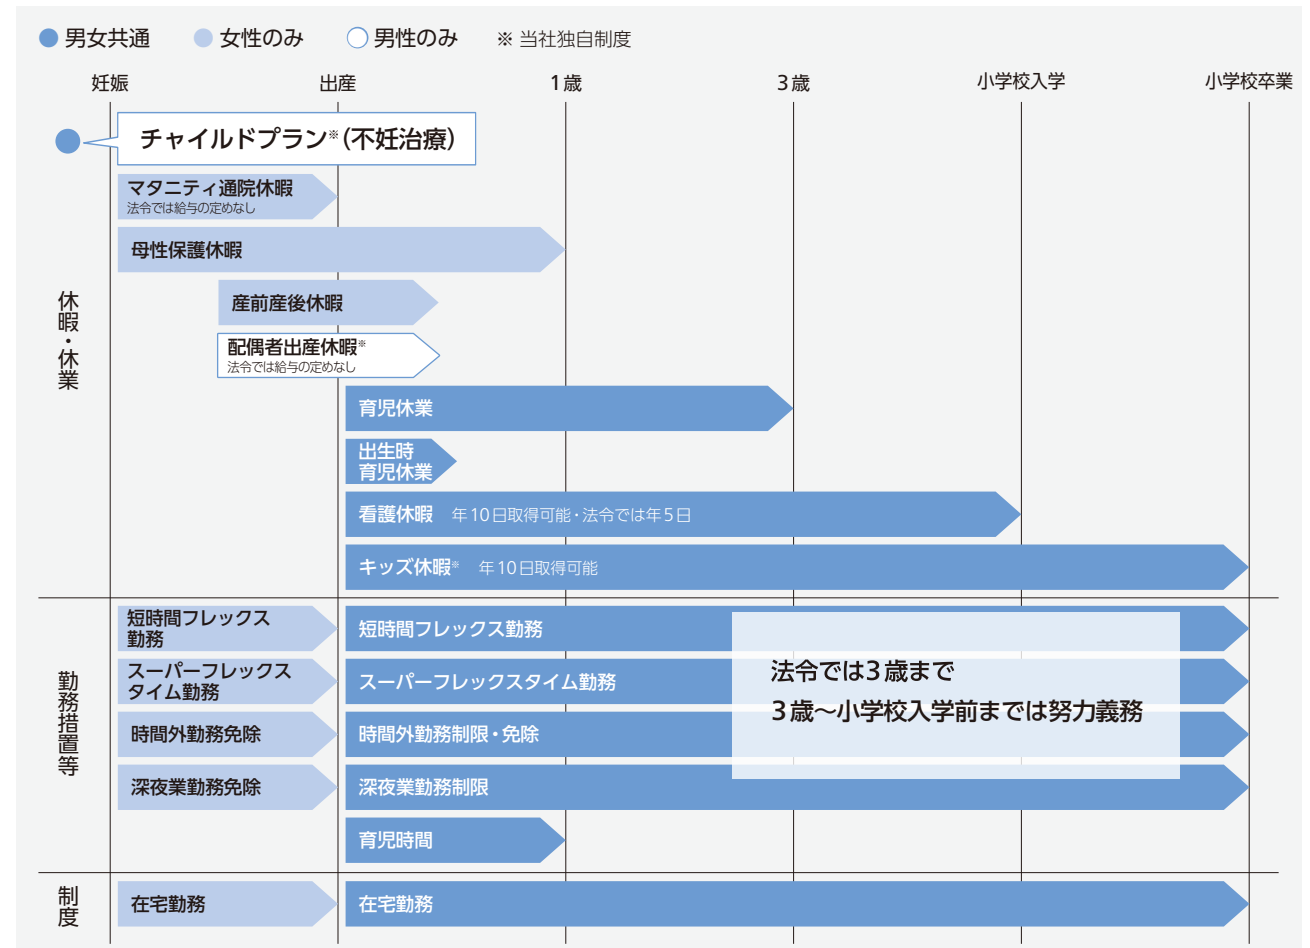 男女共通 女性のみ 男性のみ ※ 当社独自制度
妊娠 出産 1歳 3歳 小学校入学 小学校卒業
チャイルドプラン※(不妊治療)
休暇・休業
マタニティ通院休暇
法令では給与の定めなし
母性保護休暇
産前産後休暇
配偶者出産休暇※
法令では給与の定めなし
育児休業
出生時
育児休業
看護休暇 年10日取得可能・法令では年5日
キッズ休暇※ 年10日取得可能
勤務措置等
短時間フレックス
勤務
短時間フレックス勤務
スーパーフレックス
タイム勤務
スーパーフレックスタイム勤務
法令では3歳まで
3歳〜小学校入学前までは努力義務
時間外勤務免除
時間外勤務制限・免除
深夜業勤務免除
深夜業勤務制限
育児時間
制度
在宅勤務
在宅勤務